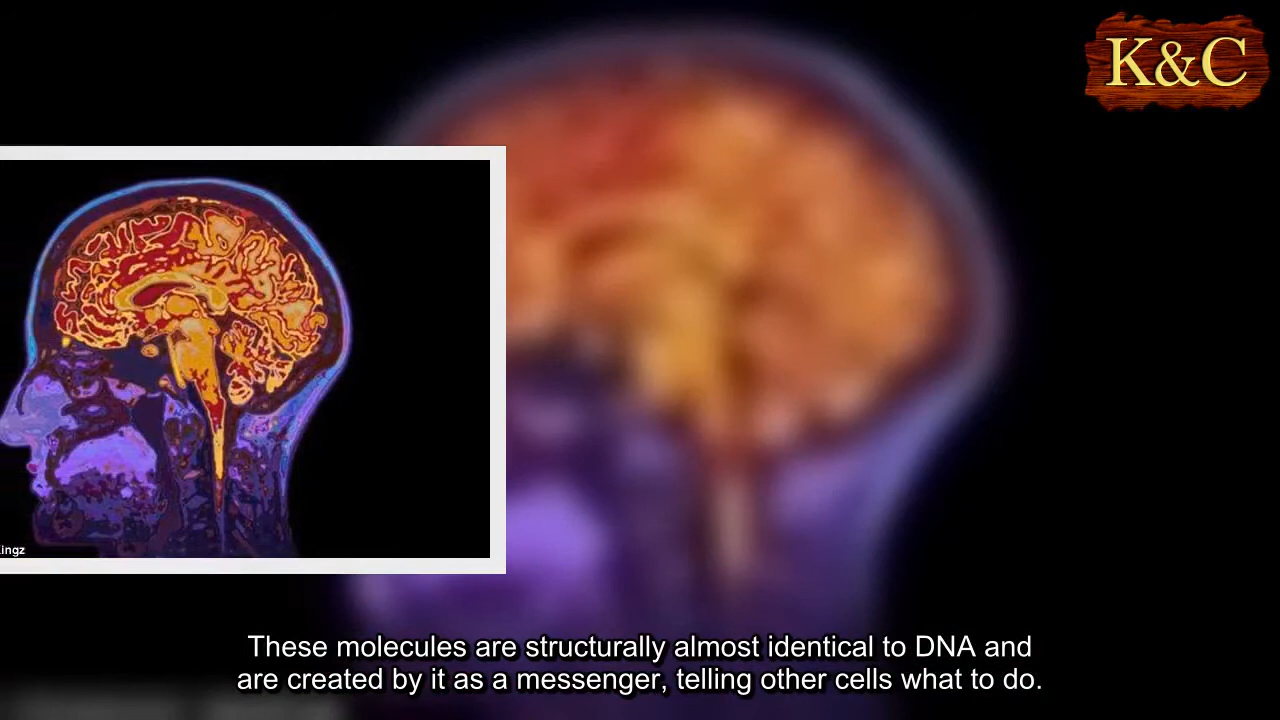 K&C
These molecules are structurally almost identical to DNA and
are created by it as a messenger, telling other cells what to do.